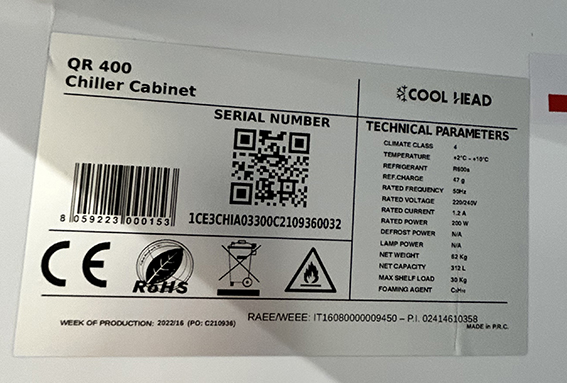 QR 400
Chiller Cabinet
COOL HEAD
SERIAL NUMBER
1CE3CHIA03300C2109360032
8 059223 000153
TECHNICAL PARAMETERS
CLIMATE CLASS 4
TEMPERATURE +2°C ~ +10°C
REFRIGERANT R600a
REF.CHARGE 47 g
RATED FREQUENCY 50Hz
RATED VOLTAGE 220/240V
RATED CURRENT 1.2 A
RATED POWER 200 W
DEFROST POWER N/A
LAMP POWER N/A
NET WEIGHT 82 Kg
NET CAPACITY 312 L
MAX SHELF LOAD 30 Kg
FOAMING AGENT
CE
RoHS
WEEK OF PRODUCTION: 2022/16 (PO: C210936)
RAEE/WEEE: IT16080000009450 – P.I. 02414610358
MADE in P.R.C.